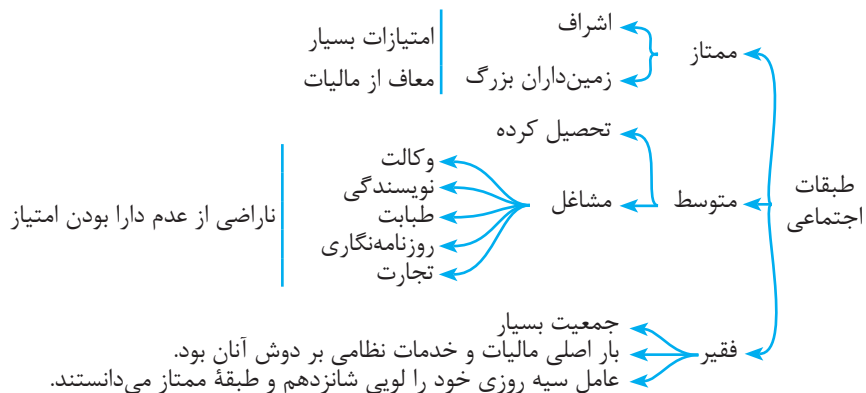 طبقات
اجتماعی
ممتاز
اشراف
زمین‌داران بزرگ
امتیازات بسیار
معاف از مالیات
متوسط
تحصیل کرده
مشاغل
وکالت
نویسندگی
طبابت
روزنامه‌نگاری
تجارت
ناراضی از عدم دارا بودن امتیاز
فقیر
جمعیت بسیار
بار اصلی مالیات و خدمات نظامی بر دوش آنان بود.
عامل سیه روزی خود را لویی شانزدهم و طبقهٔ ممتاز می‌دانستند.